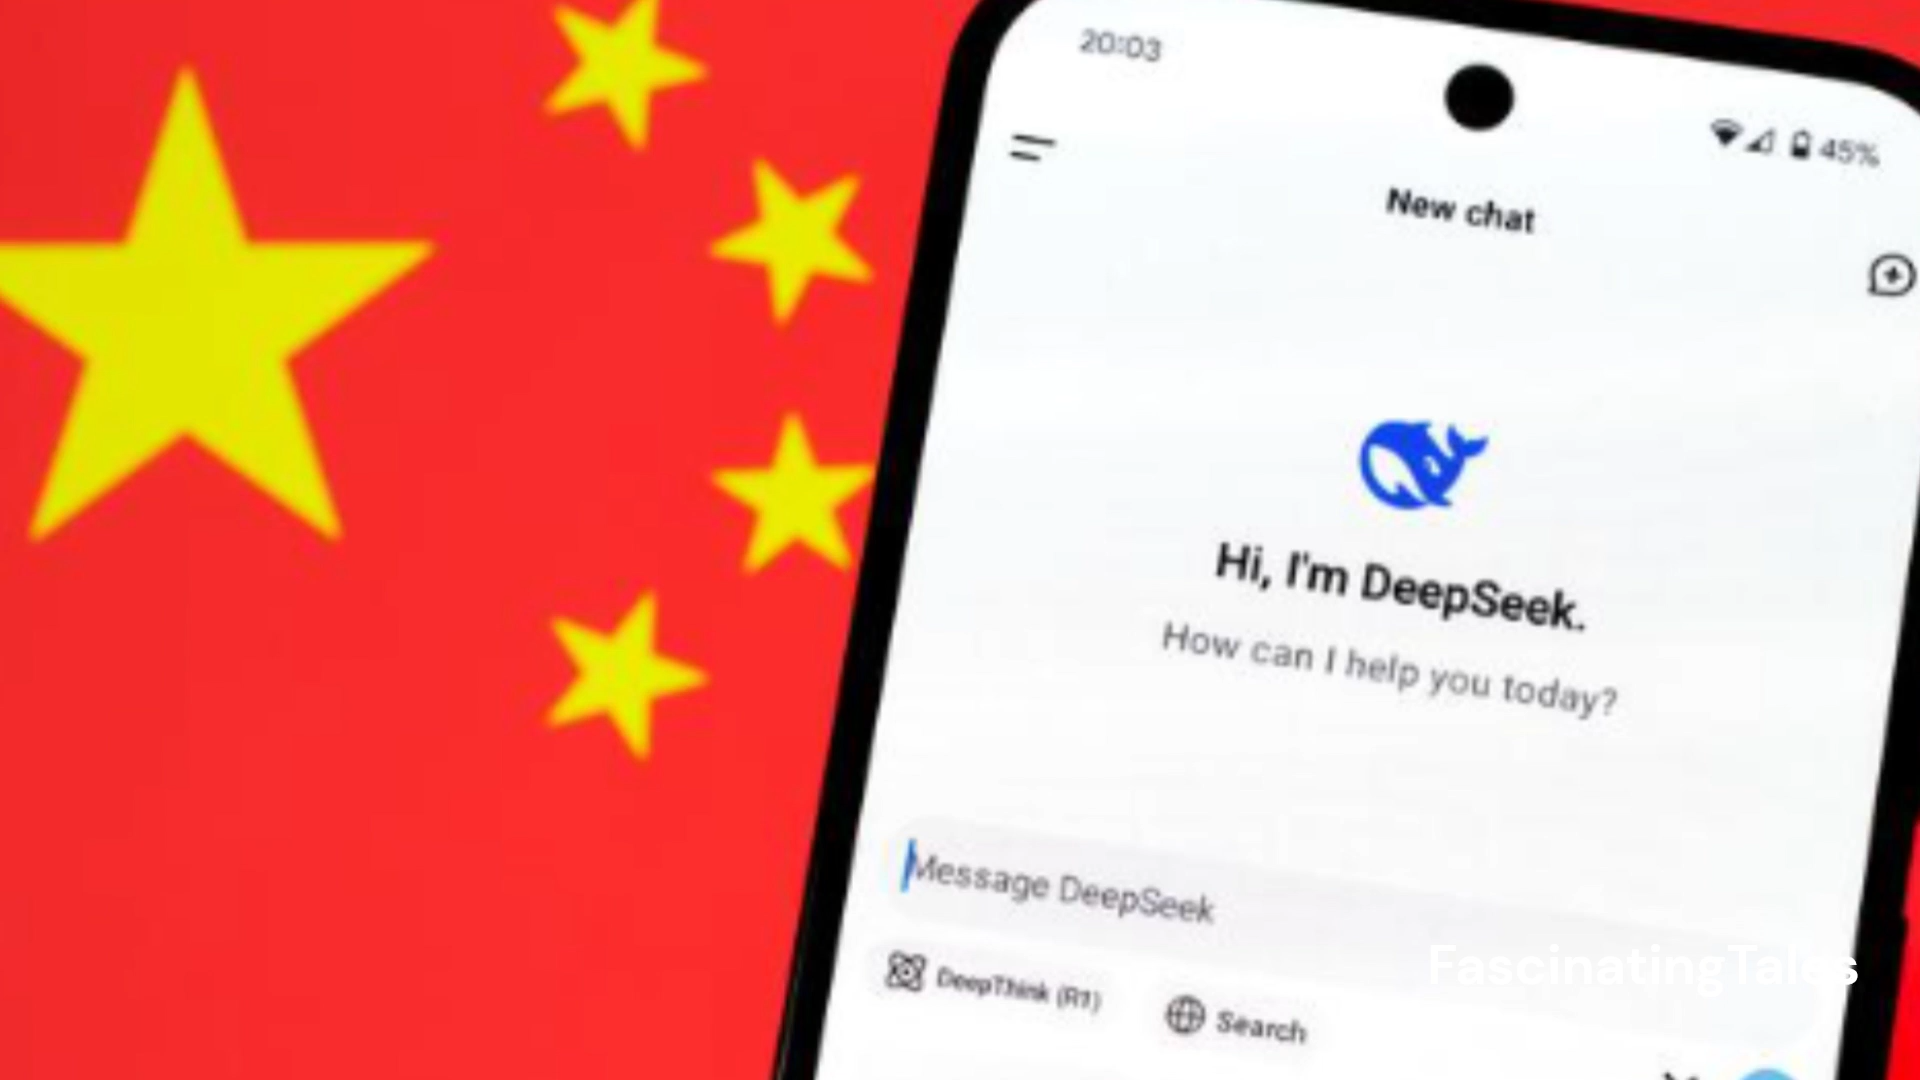 20:03
45%
New chat
Hi, I'm DeepSeek.
How can I help you today?
Message DeepSeek
DeepThink (R1)
Search
FascinatingTales